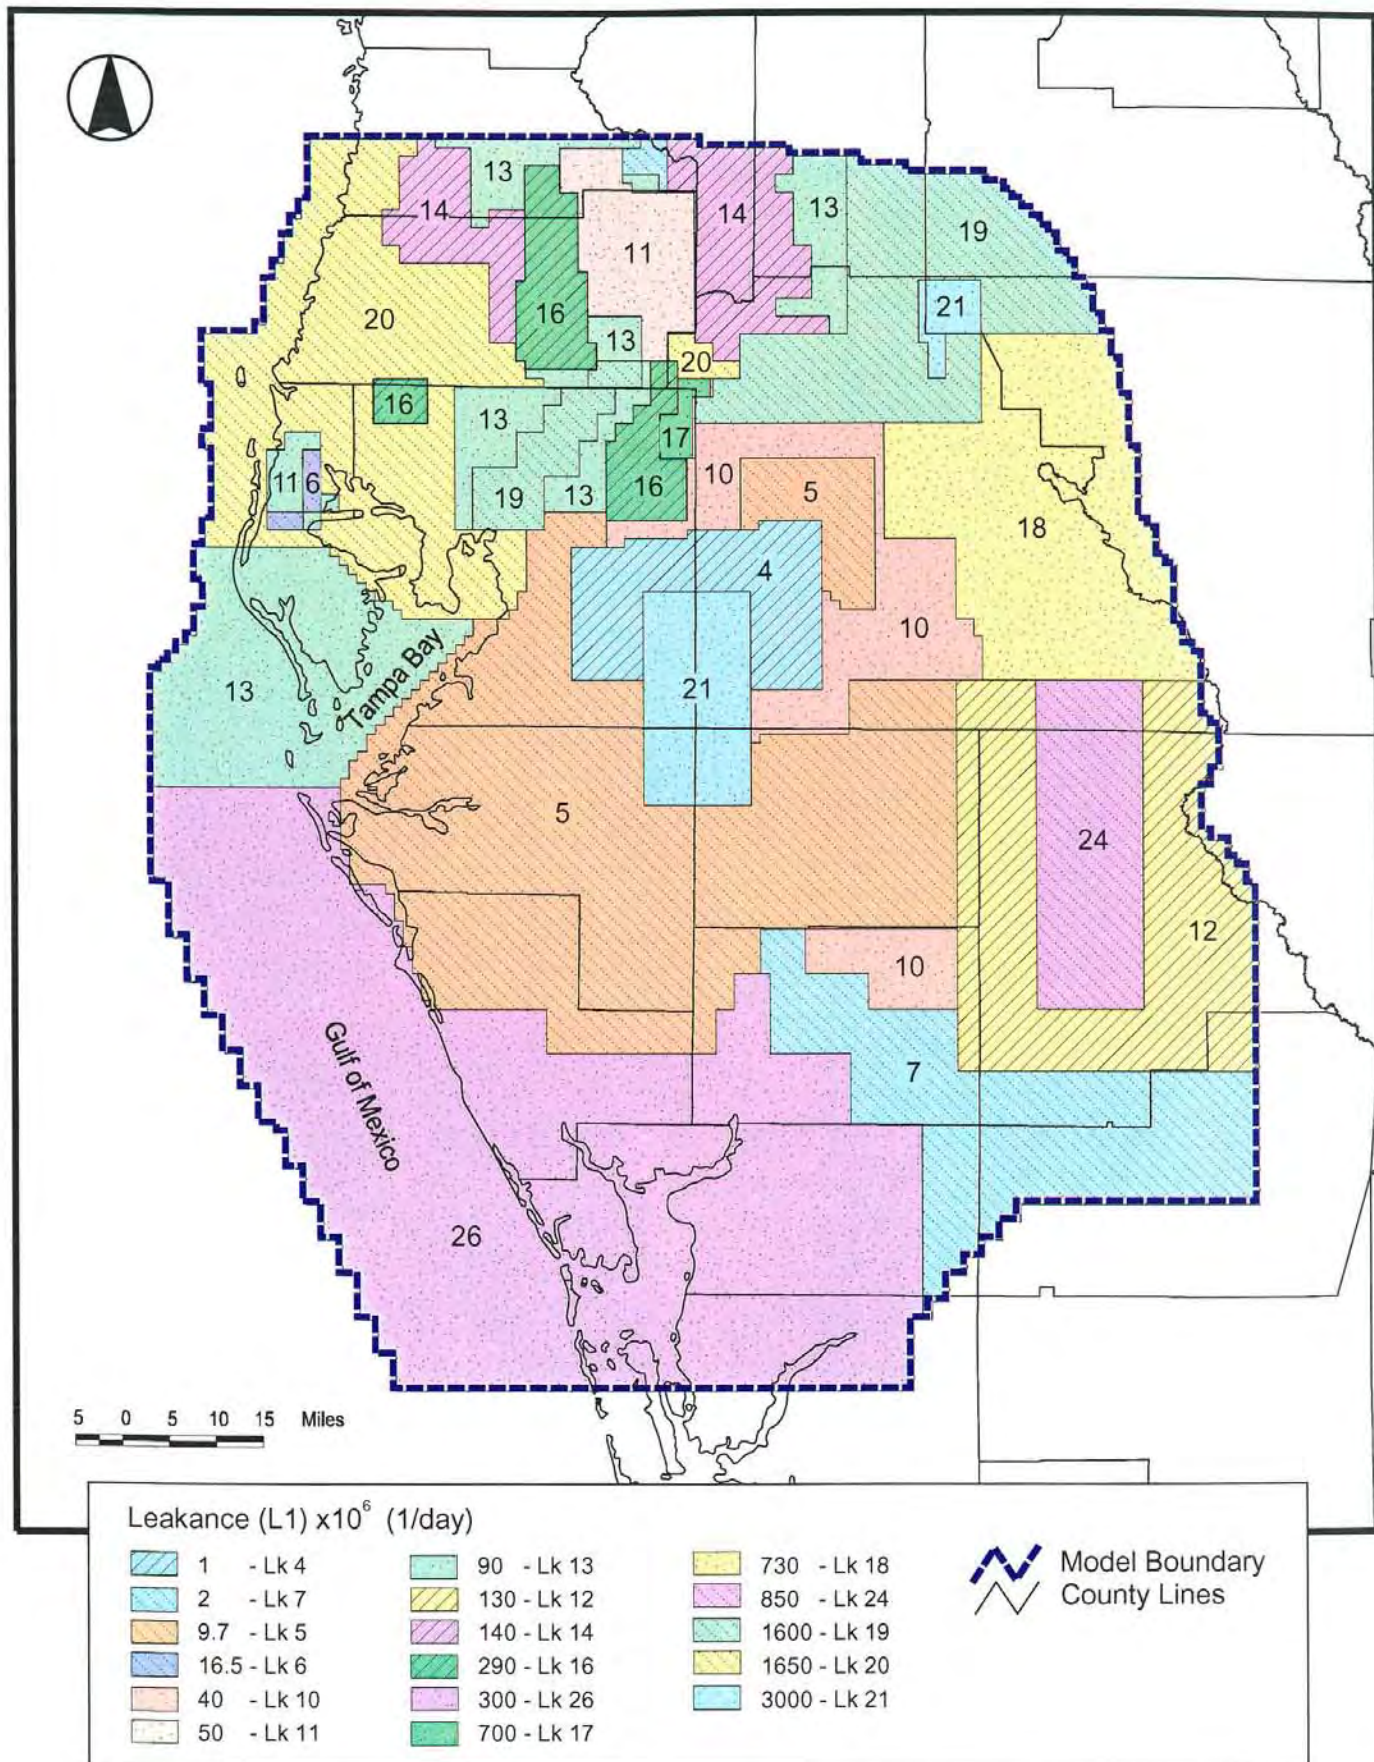 13
14
14
13
19
11
21
16
20
13
20
16
13
17
10
11
6
19
13
16
5
18
4
10
13
Tampa Bay
21
5
24
12
10
Gulf of Mexico
7
26
5 0 5 10 15 Miles
Leakance (L1) x10⁶ (1/day)
1 - Lk 4
2 - Lk 7
9.7 - Lk 5
16.5 - Lk 6
40 - Lk 10
50 - Lk 11
90 - Lk 13
130 - Lk 12
140 - Lk 14
290 - Lk 16
300 - Lk 26
700 - Lk 17
730 - Lk 18
850 - Lk 24
1600 - Lk 19
1650 - Lk 20
3000 - Lk 21
Model Boundary
County Lines